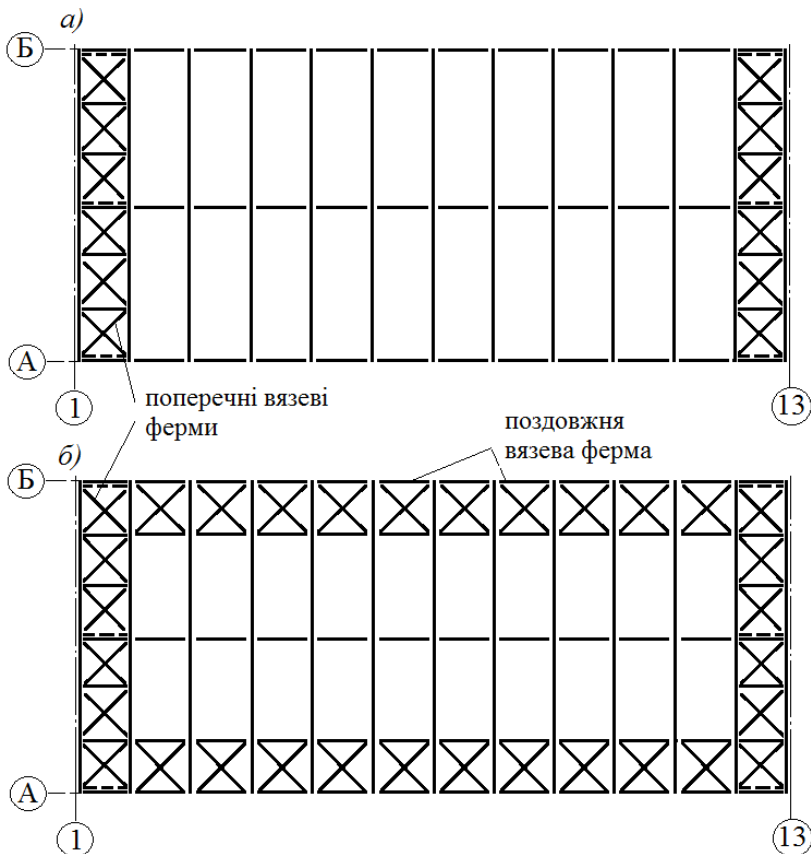 а)
Б
А
1
13
поперечні вязеві
ферми
поздовжня
вязева ферма
б)
Б
А
1
13